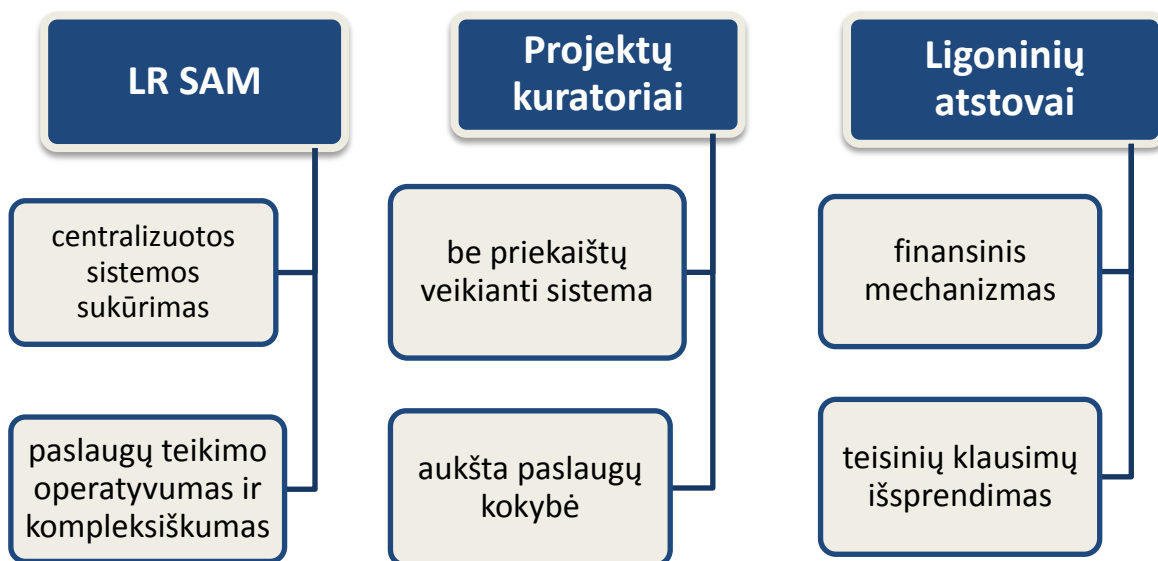 LR SAM
centralizuotos
sistemos
sukūrimas
paslaugų teikimo
operatyvumas ir
kompleksiškumas
Projektų
kuratoriai
be priekaištų
veikianti sistema
aukšta paslaugų
kokybė
Ligoninių
atstovai
finansinis
mechanizmas
teisinių klausimų
išsprendimas